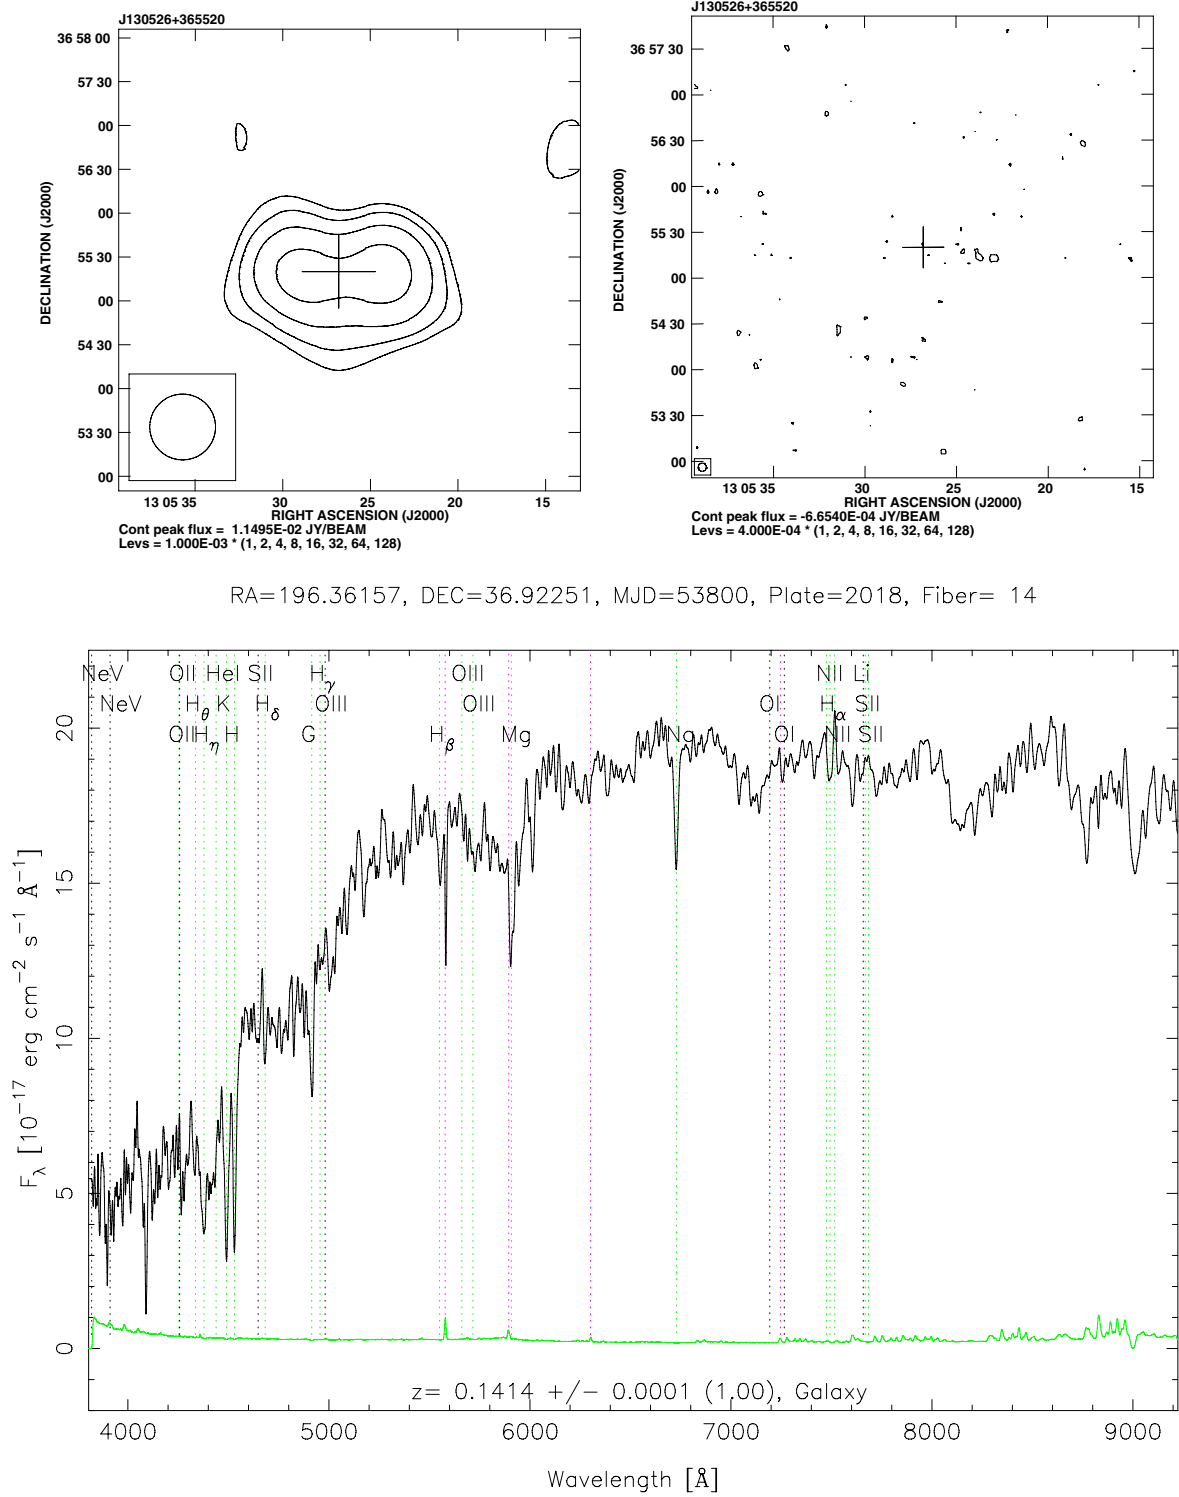 J130526+365520
36 58 00
57 30
00
56 30
00
55 30
00
54 30
00
53 30
00
DECLINATION (J2000)
13 05 35 30 25 20 15
RIGHT ASCENSION (J2000)
Cont peak flux = 1.1495E-02 JY/BEAM
Levs = 1.000E-03 * (1, 2, 4, 8, 16, 32, 64, 128)
J130526+365520
36 57 30
00
56 30
00
55 30
00
54 30
00
53 30
00
DECLINATION (J2000)
13 05 35 30 25 20 15
RIGHT ASCENSION (J2000)
Cont peak flux = -6.6540E-04 JY/BEAM
Levs = 4.000E-04 * (1, 2, 4, 8, 16, 32, 64, 128)
RA=196.36157, DEC=36.92251, MJD=53800, Plate=2018, Fiber= 14
NeV OII HeI SII Hγ OIII NII Li
NeV Hθ K Hδ OIII OIII OI Hα SII
OII Hη H G Hβ Mg Na OI NII SII
20
15
10
5
0
F_λ [10^−17 erg cm^−2 s^−1 Å^−1]
z= 0.1414 +/− 0.0001 (1.00), Galaxy
4000 5000 6000 7000 8000 9000
Wavelength [Å]